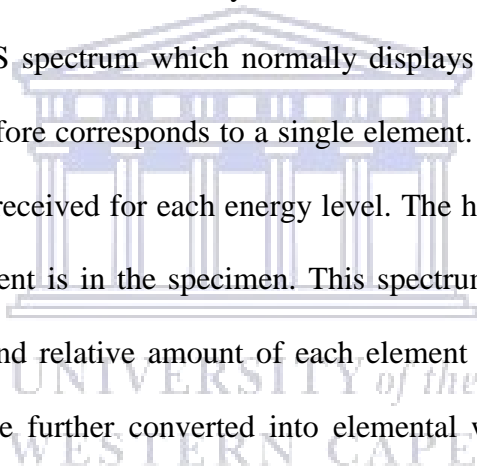 S spectrum which normally displays
fore corresponds to a single element.
received for each energy level. The h
ent is in the specimen. This spectrum
nd relative amount of each element
UNIVERSITY of the
e further converted into elemental w
WESTERN CAPE